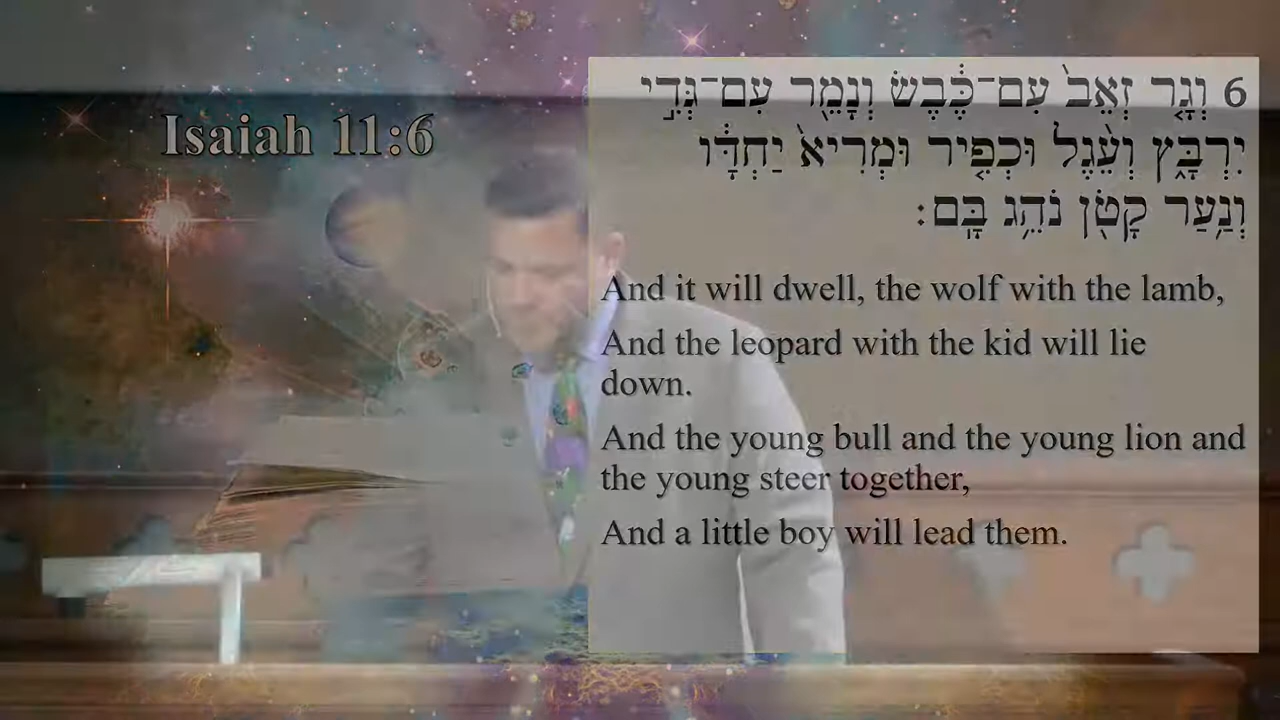 Isaiah 11:6
6 וְגָ֤ר זְאֵב֙ עִם־כֶּ֔בֶשׂ וְנָמֵ֖ר עִם־גְּדִ֣י
יִרְבָּ֑ץ וְעֵ֨גֶל וּכְפִ֤יר וּמְרִיא֙ יַחְדָּ֔ו
וְנַ֥עַר קָטֹ֖ן נֹהֵ֥ג בָּֽם׃
And it will dwell, the wolf with the lamb,
And the leopard with the kid will lie
down.
And the young bull and the young lion and
the young steer together,
And a little boy will lead them.